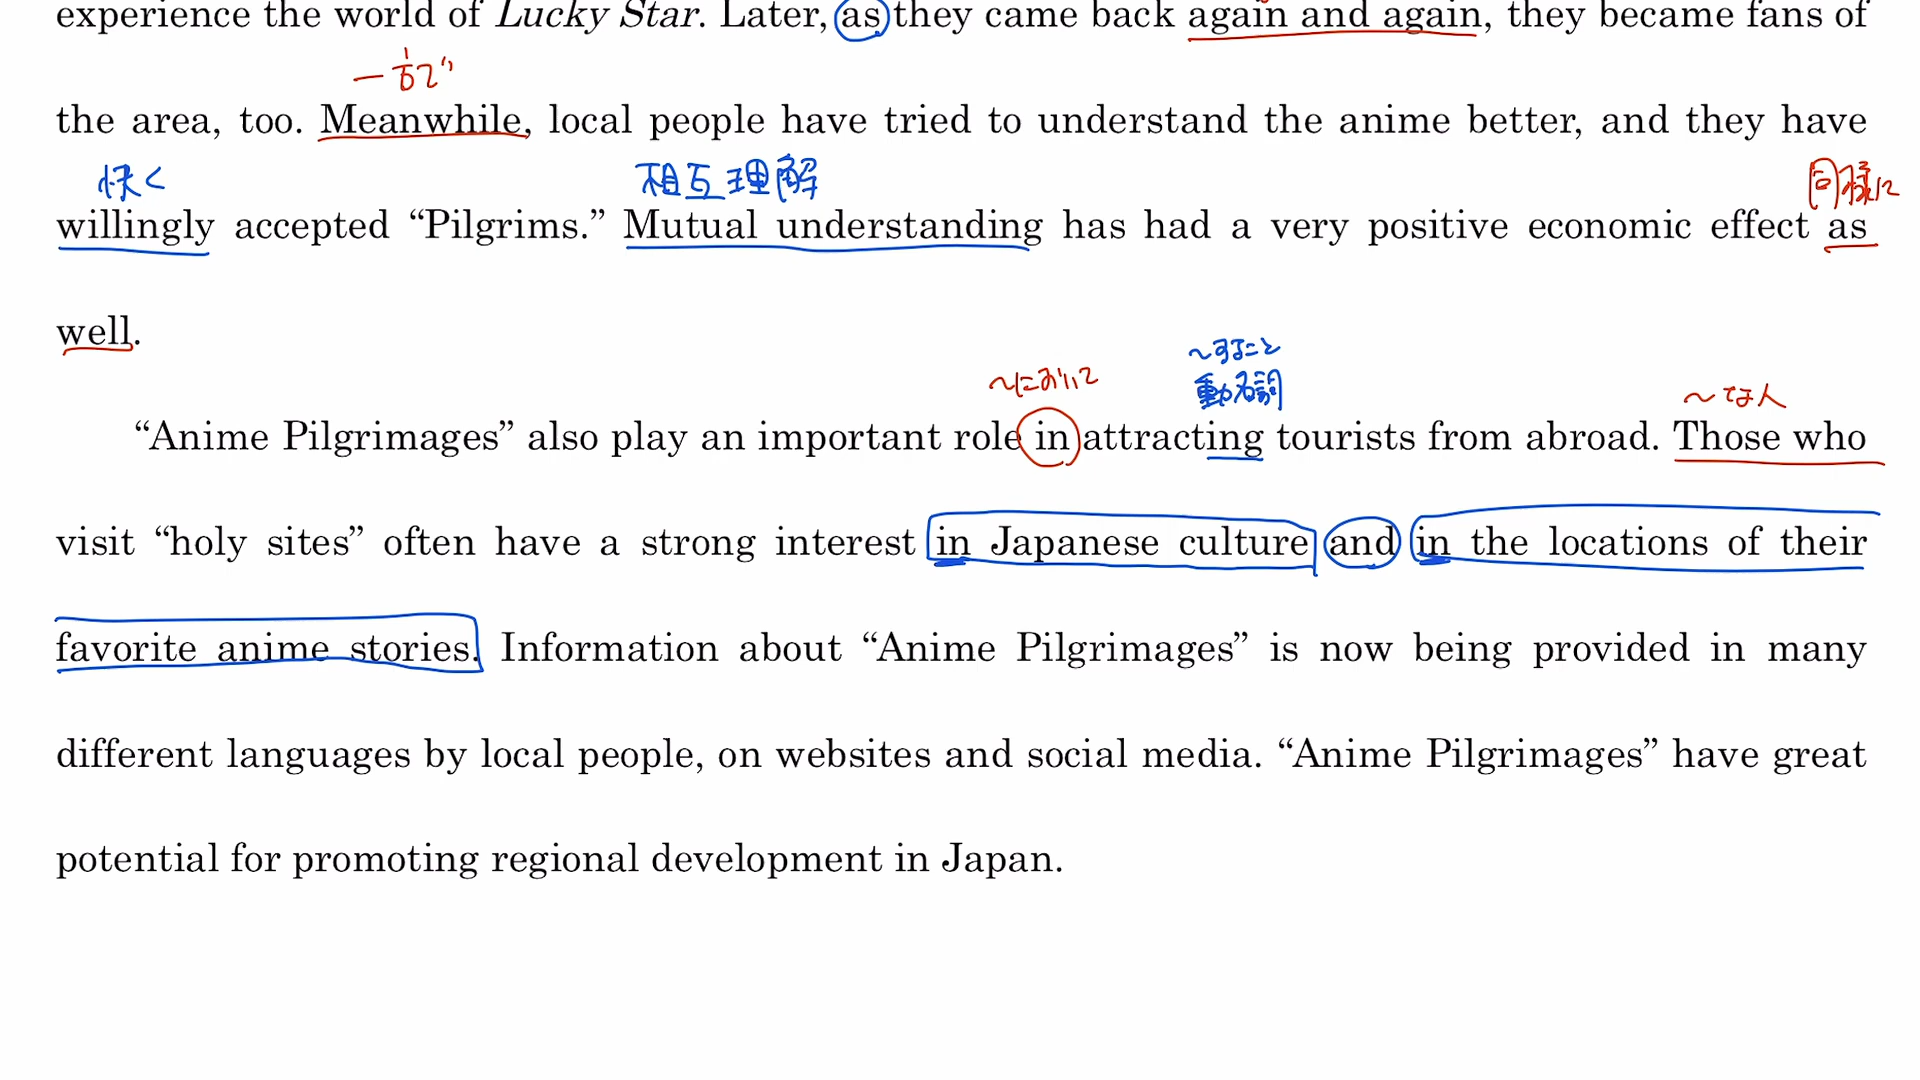 experience the world of Lucky Star. Later, as they came back again and again, they became fans of
一方で
the area, too. Meanwhile, local people have tried to understand the anime better, and they have
快く 相互理解 同様に
willingly accepted “Pilgrims.” Mutual understanding has had a very positive economic effect as
well.
〜すること
〜において 動名詞 〜な人
“Anime Pilgrimages” also play an important role in attracting tourists from abroad. Those who
visit “holy sites” often have a strong interest in Japanese culture and in the locations of their
favorite anime stories. Information about “Anime Pilgrimages” is now being provided in many
different languages by local people, on websites and social media. “Anime Pilgrimages” have great
potential for promoting regional development in Japan.